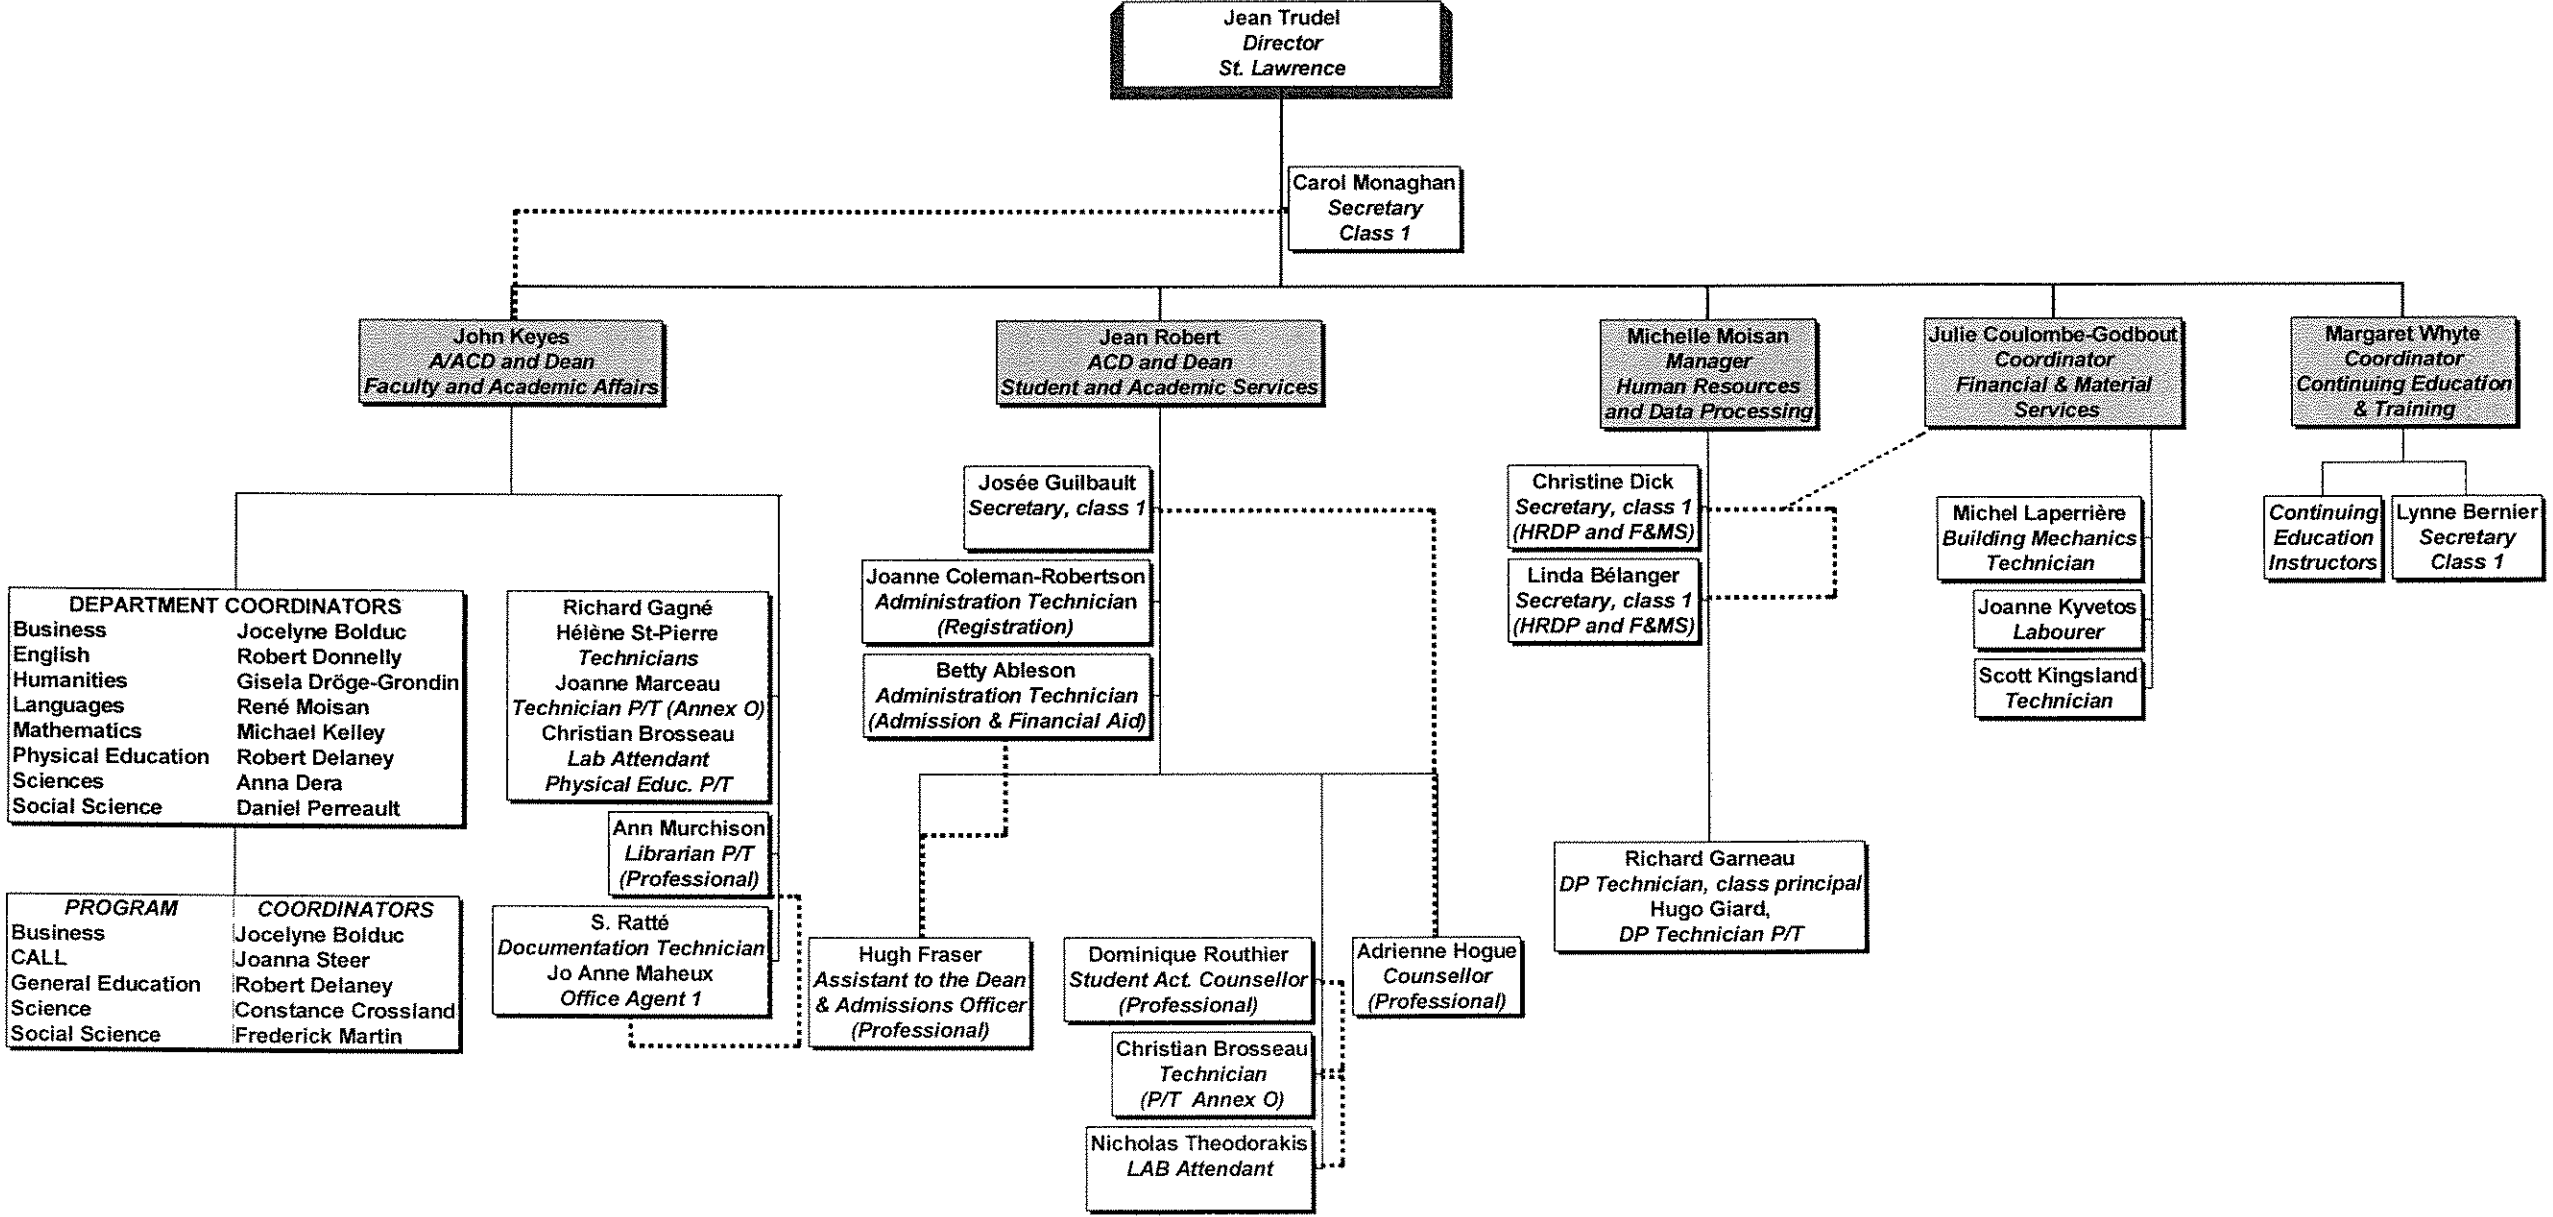 Jean Trudel
Director
St. Lawrence
Carol Monaghan
Secretary
Class 1
John Keyes
A/ACD and Dean
Faculty and Academic Affairs
Jean Robert
ACD and Dean
Student and Academic Services
Michelle Moisan
Manager
Human Resources
and Data Processing
Julie Coulombe-Godbout
Coordinator
Financial & Material
Services
Margaret Whyte
Coordinator
Continuing Education
& Training
DEPARTMENT COORDINATORS
Business Jocelyne Bolduc
English Robert Donnelly
Humanities Gisela Dröge-Grondin
Languages René Moisan
Mathematics Michael Kelley
Physical Education Robert Delaney
Sciences Anna Dera
Social Science Daniel Perreault
PROGRAM COORDINATORS
Business Jocelyne Bolduc
CALL Joanna Steer
General Education Robert Delaney
Science Constance Crossland
Social Science Frederick Martin
Richard Gagné
Hélène St-Pierre
Technicians
Joanne Marceau
Technician P/T (Annex O)
Christian Brosseau
Lab Attendant
Physical Educ. P/T
Ann Murchison
Librarian P/T
(Professional)
S. Ratté
Documentation Technician
Jo Anne Maheux
Office Agent 1
Josée Guilbault
Secretary, class 1
Joanne Coleman-Robertson
Administration Technician
(Registration)
Betty Ableson
Administration Technician
(Admission & Financial Aid)
Hugh Fraser
Assistant to the Dean
& Admissions Officer
(Professional)
Dominique Routhier
Student Act. Counsellor
(Professional)
Christian Brosseau
Technician
(P/T Annex O)
Nicholas Theodorakis
LAB Attendant
Adrienne Hogue
Counsellor
(Professional)
Christine Dick
Secretary, class 1
(HRDP and F&MS)
Linda Bélanger
Secretary, class 1
(HRDP and F&MS)
Richard Garneau
DP Technician, class principal
Hugo Giard,
DP Technician P/T
Michel Laperrière
Building Mechanics
Technician
Joanne Kyvetos
Labourer
Scott Kingsland
Technician
Continuing
Education
Instructors
Lynne Bernier
Secretary
Class 1